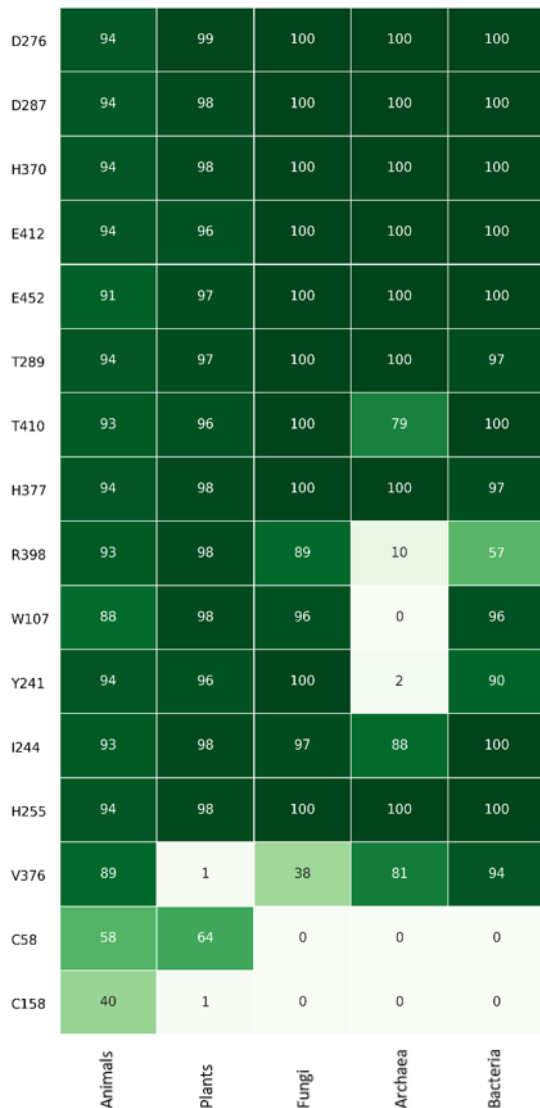 D276 94 99 100 100 100
D287 94 98 100 100 100
H370 94 98 100 100 100
E412 94 96 100 100 100
E452 91 97 100 100 100
T289 94 97 100 100 97
T410 93 96 100 79 100
H377 94 98 100 100 97
R398 93 98 89 10 57
W107 88 98 96 0 96
Y241 94 96 100 2 90
I244 93 98 97 88 100
H255 94 98 100 100 100
V376 89 1 38 81 94
C58 58 64 0 0 0
C158 40 1 0 0 0
Animals Plants Fungi Archaea Bacteria